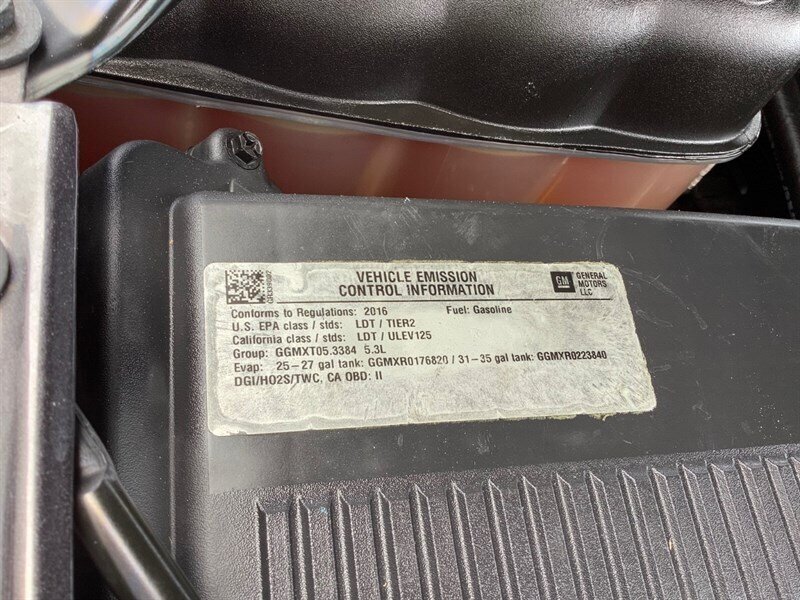 VEHICLE EMISSION
CONTROL INFORMATION
GM
GENERAL
MOTORS
LLC
Conforms to Regulations: 2016 Fuel: Gasoline
U.S. EPA class / stds: LDT / TIER2
California class / stds: LDT / ULEV125
Group: GGMXT05.3384 5.3L
Evap: 25-27 gal tank: GGMXR0176820 / 31-35 gal tank: GGMXR0223840
DGI/HO2S/TWC, CA OBD: II